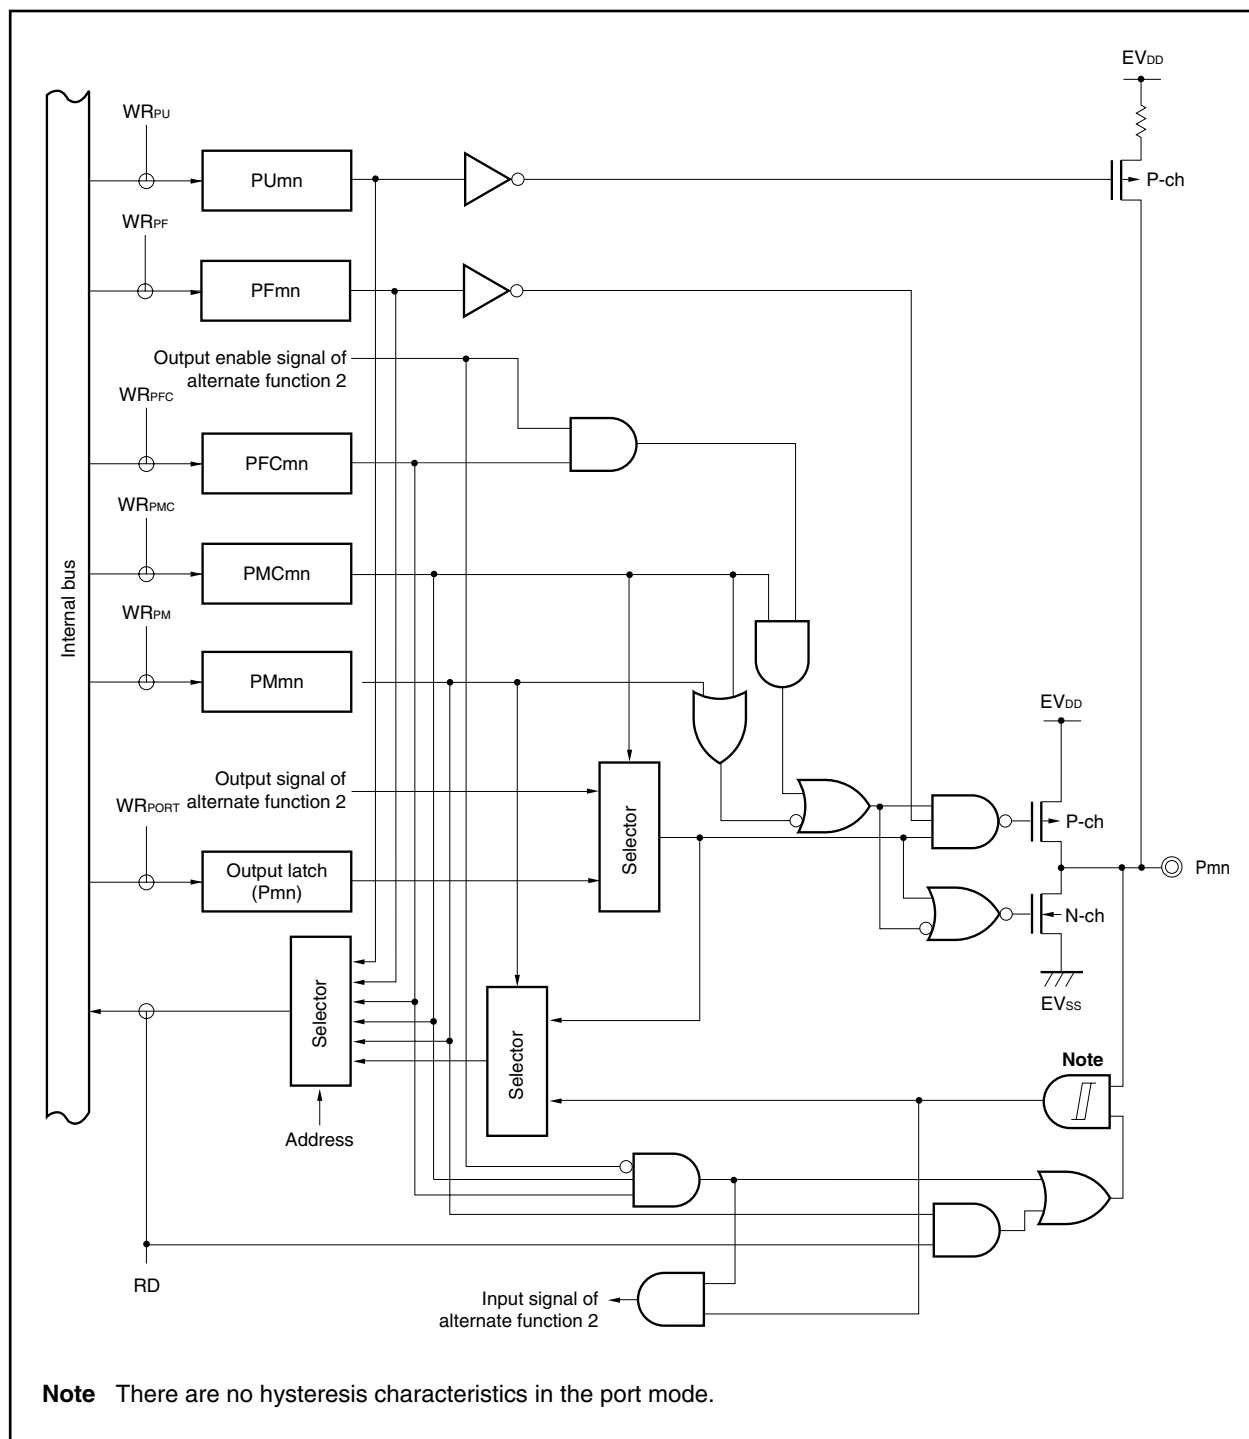 EVDD
WRPU
PUmn
P-ch
WRPF
PFmn
Output enable signal of
alternate function 2
WRPFC
PFCmn
WRPMC
PMCmn
Internal bus
WRPM
PMmn
EVDD
Output signal of
alternate function 2
WRPORT
Selector
P-ch
Output latch
(Pmn)
Pmn
N-ch
Selector
Selector
EVSS
Note
Address
RD
Input signal of
alternate function 2
Note There are no hysteresis characteristics in the port mode.